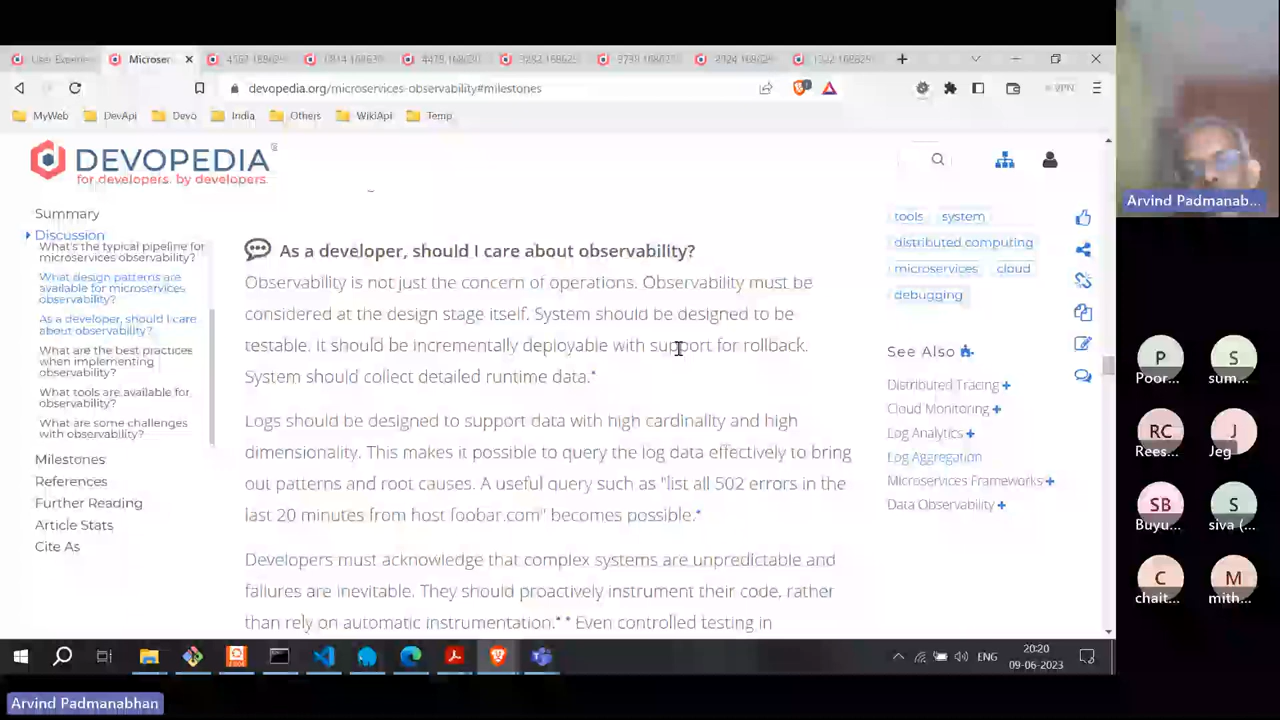 Microser
devopedia.org/microservices-observability#milestones
VPN
MyWeb
DevApi
Devo
India
Others
WikiApi
Temp
DEVOPEDIA
for developers. by developers.
Summary
Discussion
What's the typical pipeline for
microservices observability?
What design patterns are
available for microservices
observability?
As a developer, should I care
about observability?
What are the best practices
when implementing
observability?
What tools are available for
observability?
What are some challenges
with observability?
Milestones
References
Further Reading
Article Stats
Cite As
As a developer, should I care about observability?
Observability is not just the concern of operations. Observability must be
considered at the design stage itself. System should be designed to be
testable. It should be incrementally deployable with support for rollback.
System should collect detailed runtime data.*
Logs should be designed to support data with high cardinality and high
dimensionality. This makes it possible to query the log data effectively to bring
out patterns and root causes. A useful query such as "list all 502 errors in the
last 20 minutes from host foobar.com" becomes possible.*
Developers must acknowledge that complex systems are unpredictable and
failures are inevitable. They should proactively instrument their code, rather
than rely on automatic instrumentation.* * Even controlled testing in
tools system
distributed computing
microservices cloud
debugging
See Also
Distributed Tracing +
Cloud Monitoring +
Log Analytics +
Log Aggregation
Microservices Frameworks +
Data Observability +
ENG
20:20
09-06-2023
Arvind Padmanabhan
Arvind Padmanab...
P
Poor...
S
sum...
RC
Rees...
J
Jeg
SB
Buyu...
S
siva (...
C
chait...
M
mith...